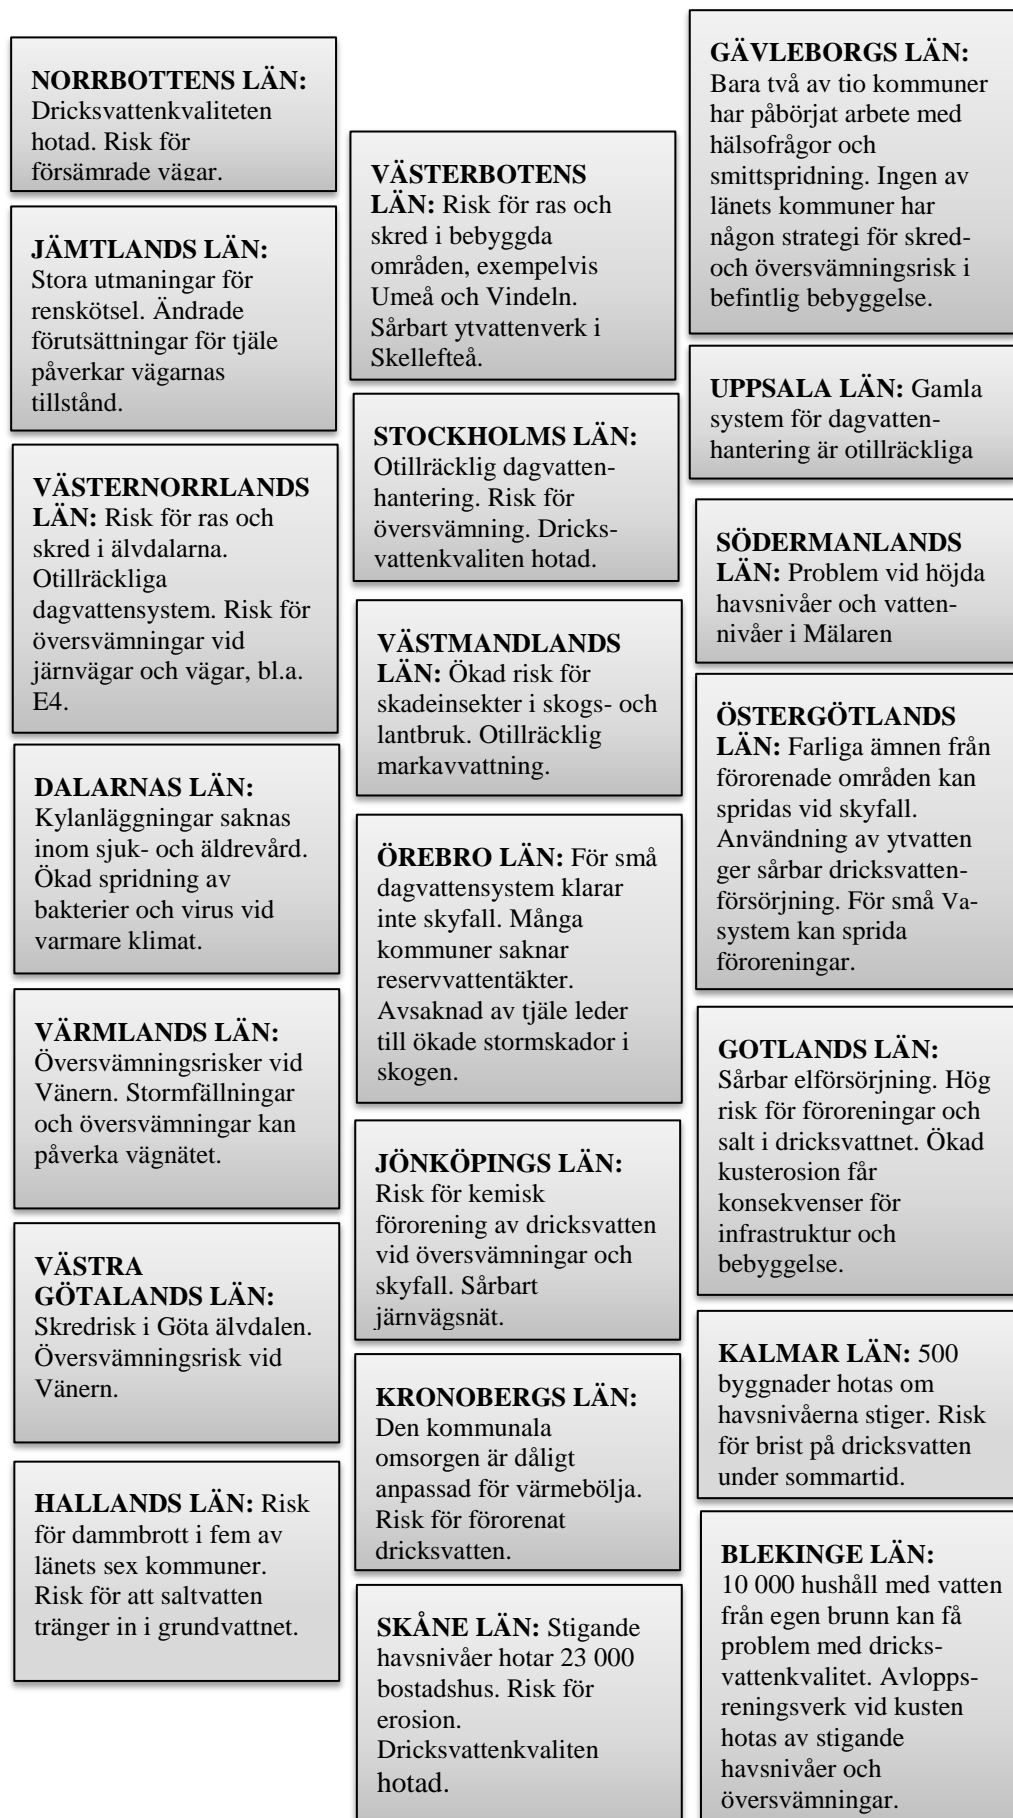 NORRBOTTENS LÄN:
Dricksvattenkvaliteten
hotad. Risk för
försämrade vägar.
JÄMTLANDS LÄN:
Stora utmaningar för
renskötsel. Ändrade
förutsättningar för tjäle
påverkar vägarnas
tillstånd.
VÄSTERNORRLANDS
LÄN: Risk för ras och
skred i älvdalarna.
Otillräckliga
dagvattensystem. Risk för
översvämningar vid
järnvägar och vägar, bl.a.
E4.
DALARNAS LÄN:
Kylanläggningar saknas
inom sjuk- och äldrevård.
Ökad spridning av
bakterier och virus vid
varmare klimat.
VÄRMLANDS LÄN:
Översvämningsrisker vid
Vänern. Stormfällningar
och översvämningar kan
påverka vägnätet.
VÄSTRA
GÖTALANDS LÄN:
Skredrisk i Göta älvdalen.
Översvämningsrisk vid
Vänern.
HALLANDS LÄN: Risk
för dammbrott i fem av
länets sex kommuner.
Risk för att saltvatten
tränger in i grundvattnet.
VÄSTERBOTENS
LÄN: Risk för ras och
skred i bebyggda
områden, exempelvis
Umeå och Vindeln.
Sårbart ytvattenverk i
Skellefteå.
STOCKHOLMS LÄN:
Otillräcklig dagvatten-
hantering. Risk för
översvämning. Dricks-
vattenkvaliten hotad.
VÄSTMANDLANDS
LÄN: Ökad risk för
skadeinsekter i skogs- och
lantbruk. Otillräcklig
markavvattning.
ÖREBRO LÄN: För små
dagvattensystem klarar
inte skyfall. Många
kommuner saknar
reservvattentäkter.
Avsaknad av tjäle leder
till ökade stormskador i
skogen.
JÖNKÖPINGS LÄN:
Risk för kemisk
förorening av dricksvatten
vid översvämningar och
skyfall. Sårbart
järnvägsnät.
KRONOBERGS LÄN:
Den kommunala
omsorgen är dåligt
anpassad för värmebölja.
Risk för förorenat
dricksvatten.
SKÅNE LÄN: Stigande
havsnivåer hotar 23 000
bostadshus. Risk för
erosion.
Dricksvattenkvaliten
hotad.
GÄVLEBORGS LÄN:
Bara två av tio kommuner
har påbörjat arbete med
hälsofrågor och
smittspridning. Ingen av
länets kommuner har
någon strategi för skred-
och översvämningsrisk i
befintlig bebyggelse.
UPPSALA LÄN: Gamla
system för dagvatten-
hantering är otillräckliga
SÖDERMANLANDS
LÄN: Problem vid höjda
havsnivåer och vatten-
nivåer i Mälaren
ÖSTERGÖTLANDS
LÄN: Farliga ämnen från
förorenade områden kan
spridas vid skyfall.
Användning av ytvatten
ger sårbar dricksvatten-
försörjning. För små Va-
system kan sprida
föroreningar.
GOTLANDS LÄN:
Sårbar elförsörjning. Hög
risk för föroreningar och
salt i dricksvattnet. Ökad
kusterosion får
konsekvenser för
infrastruktur och
bebyggelse.
KALMAR LÄN: 500
byggnader hotas om
havsnivåerna stiger. Risk
för brist på dricksvatten
under sommartid.
BLEKINGE LÄN:
10 000 hushåll med vatten
från egen brunn kan få
problem med dricks-
vattenkvalitet. Avlopps-
reningsverk vid kusten
hotas av stigande
havsnivåer och
översvämningar.